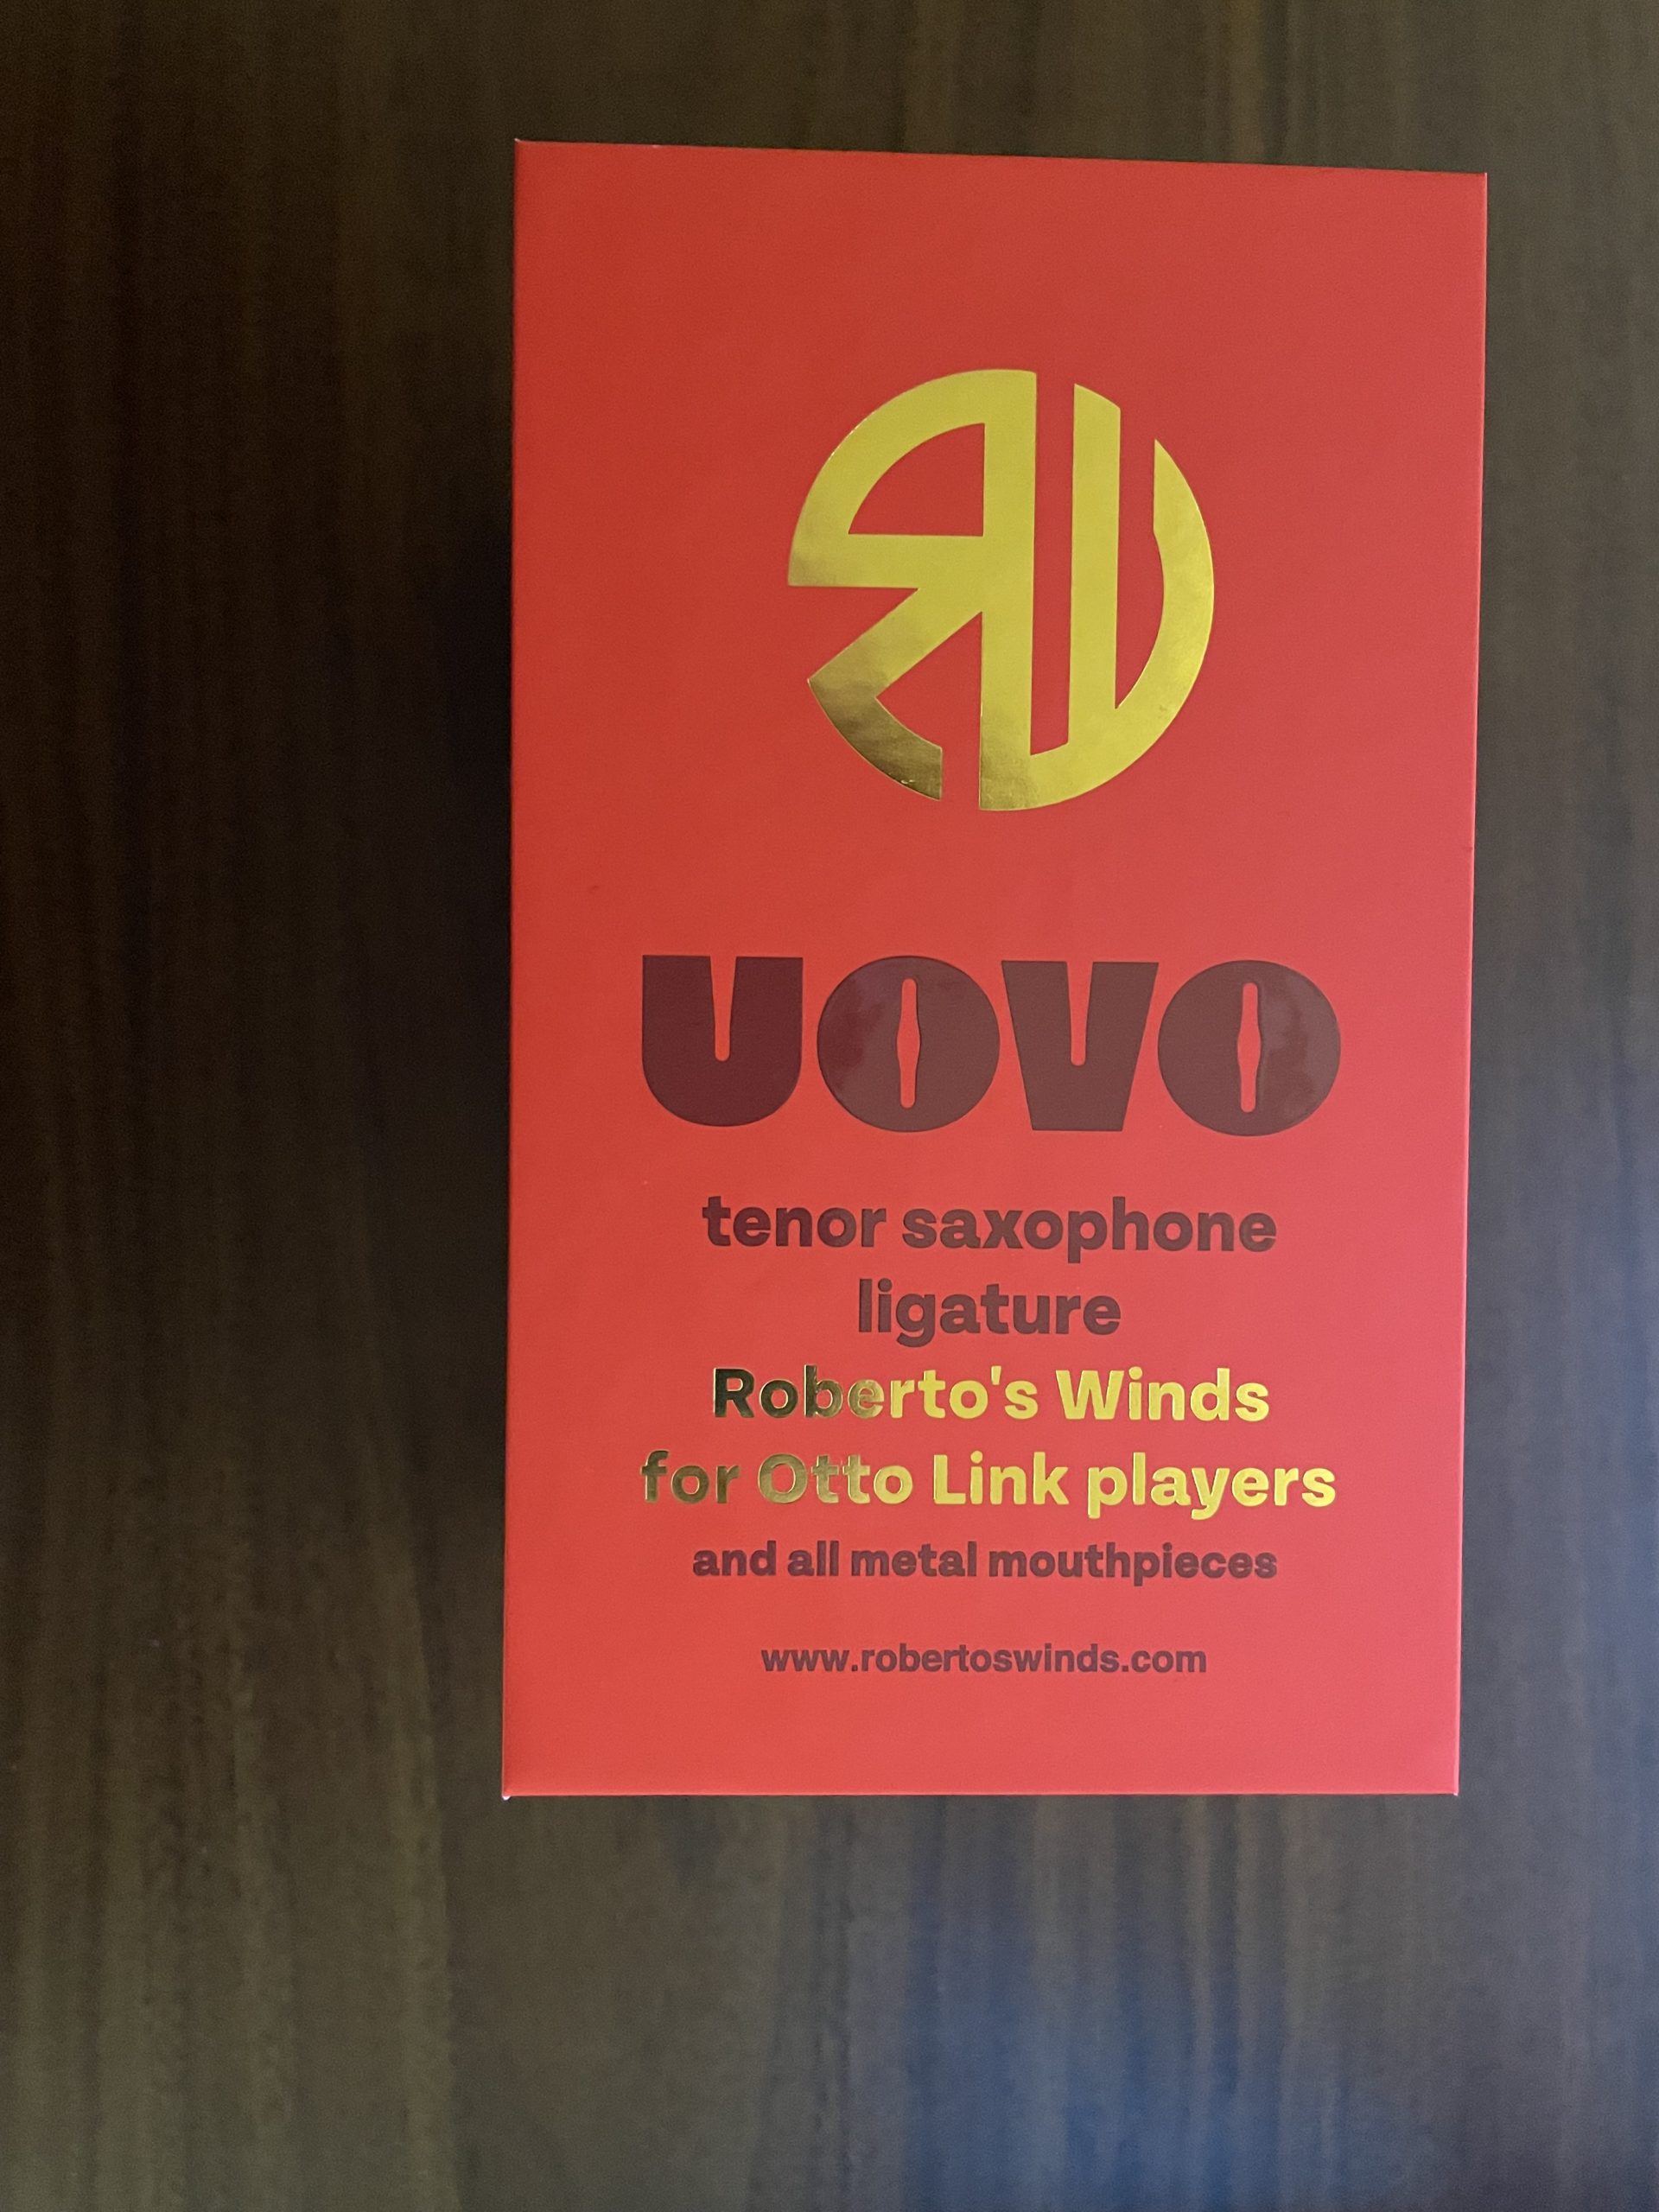 UOVO
tenor saxophone
ligature
Roberto's Winds
for Otto Link players
and all metal mouthpieces
www.robertoswinds.com